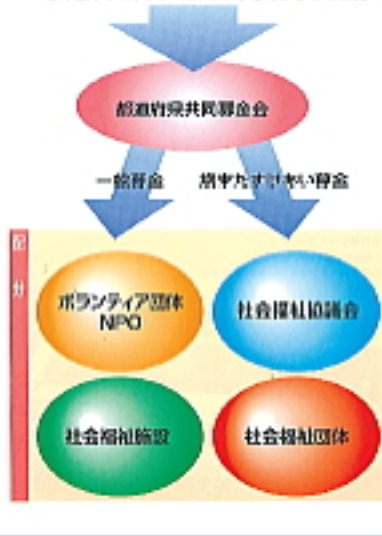 都道府県共同募金会
一般募金
歳末たすけあい募金
配分
ボランティア団体
NPO
社会福祉協議会
社会福祉施設
社会福祉団体